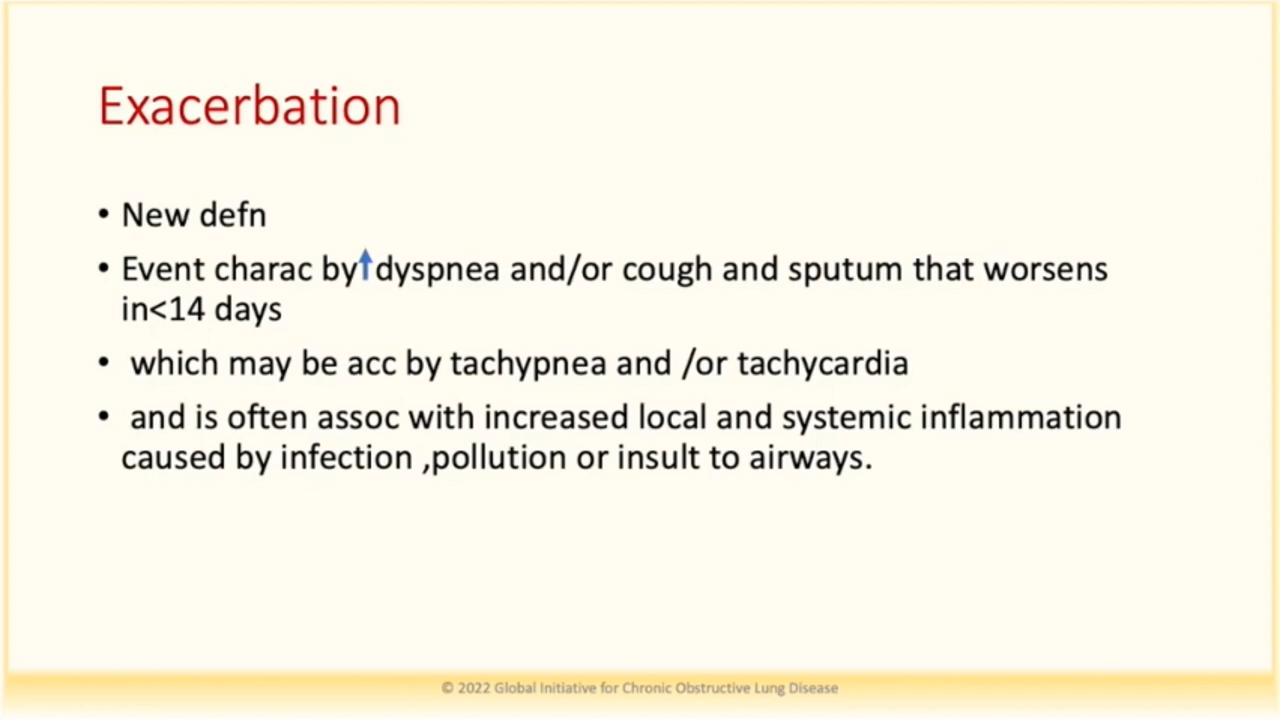 Exacerbation
• New defn
• Event charac by↑dyspnea and/or cough and sputum that worsens
in<14 days
• which may be acc by tachypnea and /or tachycardia
• and is often assoc with increased local and systemic inflammation
caused by infection ,pollution or insult to airways.
© 2022 Global Initiative for Chronic Obstructive Lung Disease